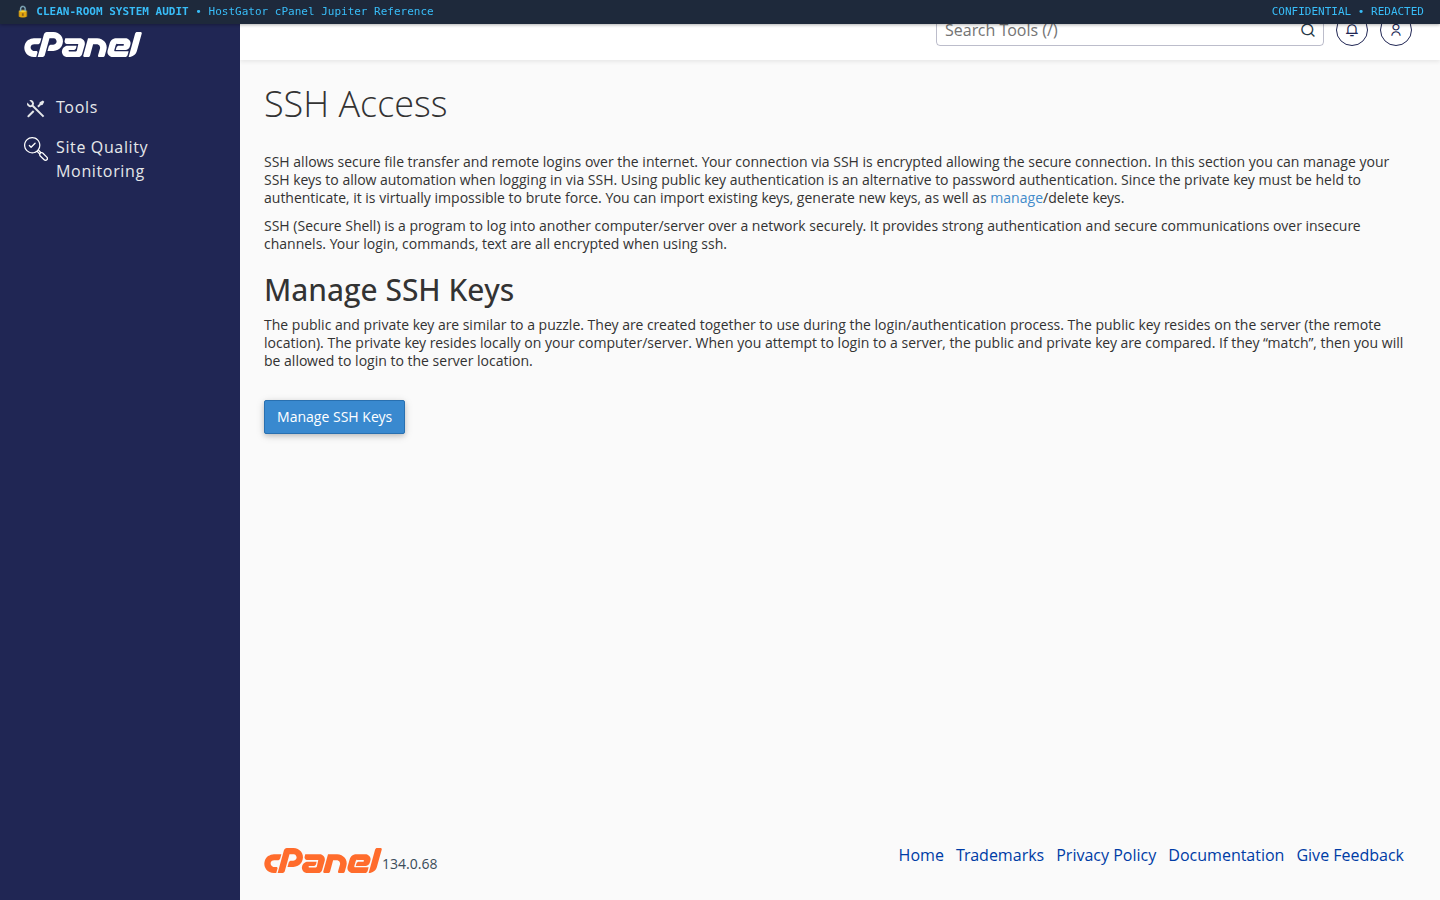 🔒 CLEAN-ROOM SYSTEM AUDIT • HostGator cPanel Jupiter Reference
CONFIDENTIAL • REDACTED
cPanel
Search Tools (/)
Tools
Site Quality
Monitoring
SSH Access
SSH allows secure file transfer and remote logins over the internet. Your connection via SSH is encrypted allowing the secure connection. In this section you can manage your
SSH keys to allow automation when logging in via SSH. Using public key authentication is an alternative to password authentication. Since the private key must be held to
authenticate, it is virtually impossible to brute force. You can import existing keys, generate new keys, as well as manage/delete keys.
SSH (Secure Shell) is a program to log into another computer/server over a network securely. It provides strong authentication and secure communications over insecure
channels. Your login, commands, text are all encrypted when using ssh.
Manage SSH Keys
The public and private key are similar to a puzzle. They are created together to use during the login/authentication process. The public key resides on the server (the remote
location). The private key resides locally on your computer/server. When you attempt to login to a server, the public and private key are compared. If they “match”, then you will
be allowed to login to the server location.
Manage SSH Keys
cPanel 134.0.68
Home Trademarks Privacy Policy Documentation Give Feedback